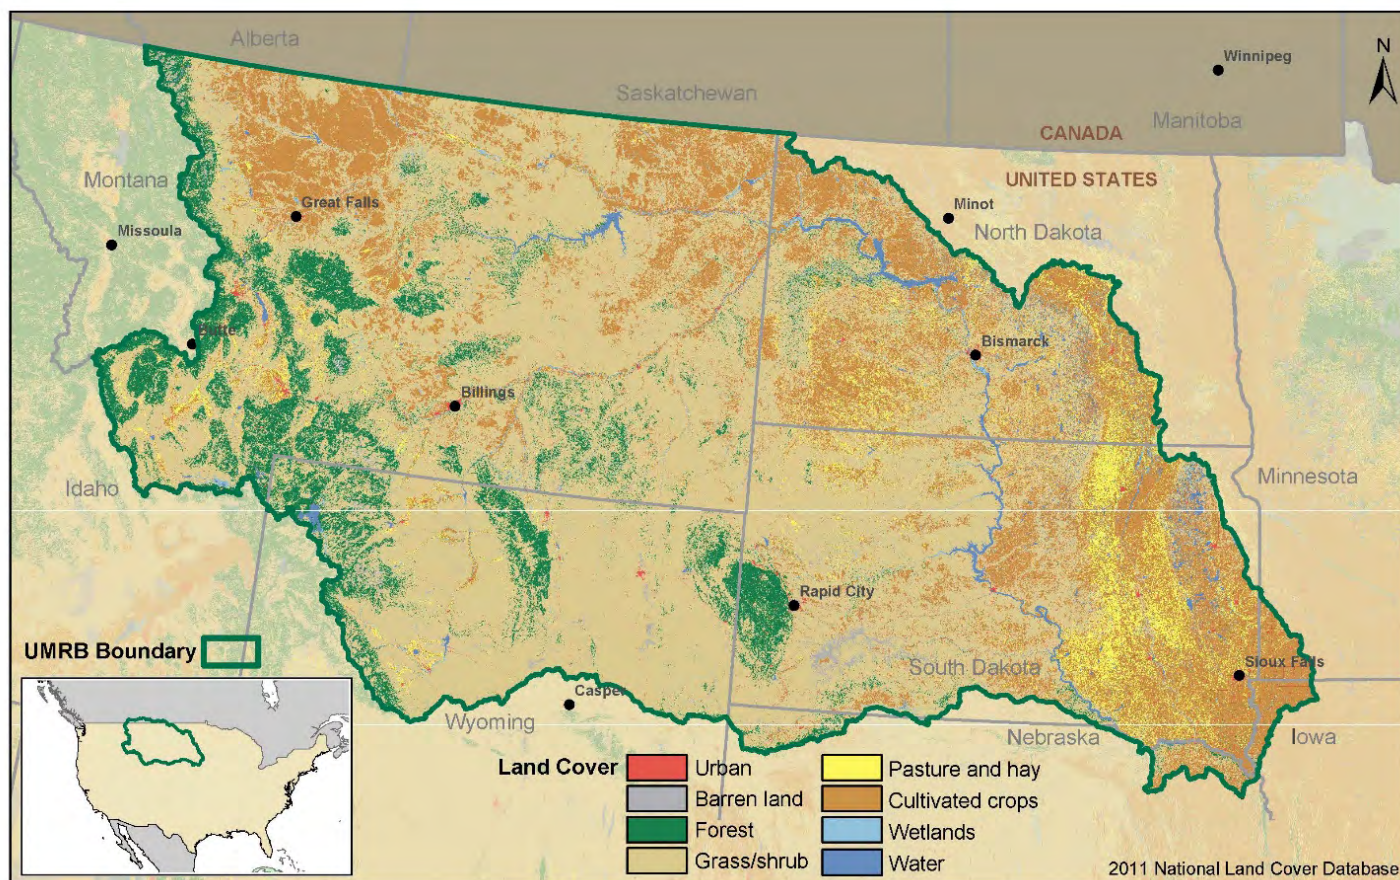 Alberta
Saskatchewan
Winnipeg
Manitoba
N
CANADA
UNITED STATES
Montana
Great Falls
Missoula
Minot
North Dakota
Butte
Bismarck
Billings
Idaho
Minnesota
Rapid City
UMRB Boundary
South Dakota
Sioux Falls
Casper
Wyoming
Nebraska
Iowa
Land Cover
Urban
Barren land
Forest
Grass/shrub
Pasture and hay
Cultivated crops
Wetlands
Water
2011 National Land Cover Database